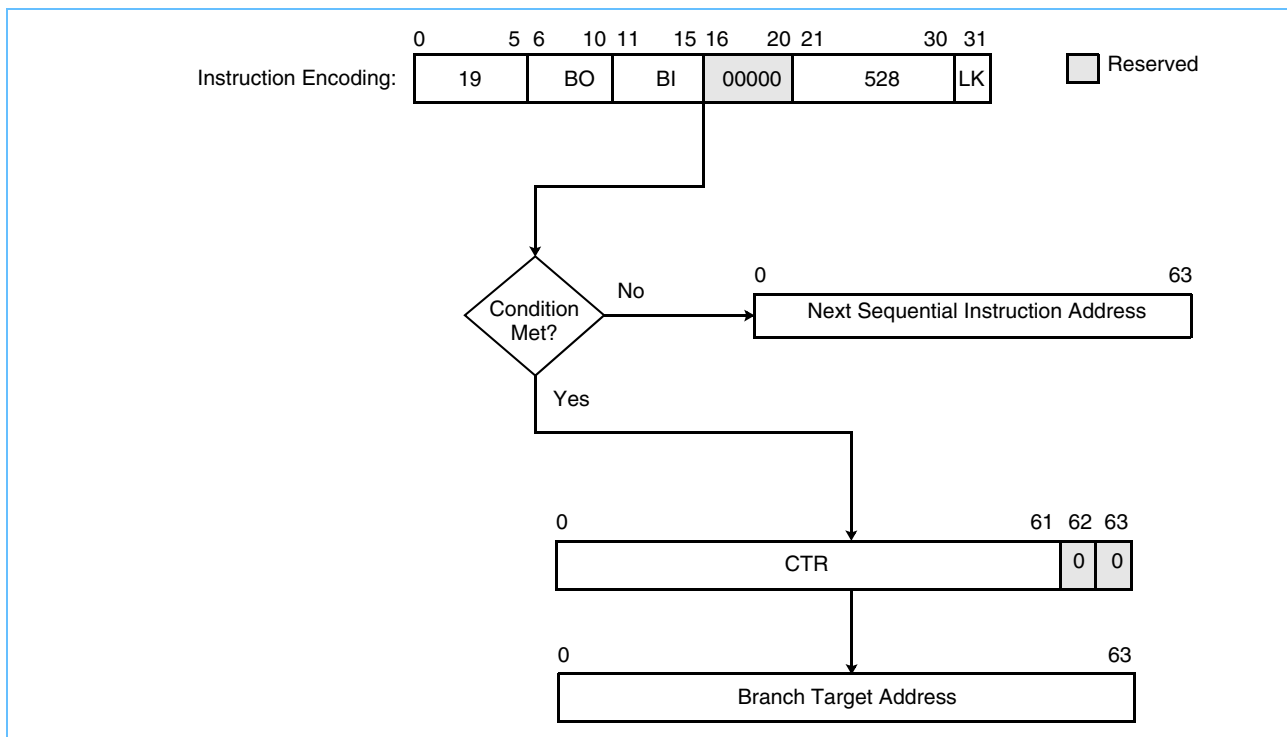 0 5 6 10 11 15 16 20 21 30 31
Instruction Encoding: 19 BO BI 00000 528 LK Reserved
Condition
Met?
No
0 63
Next Sequential Instruction Address
Yes
0 61 62 63
CTR 0 0
0 63
Branch Target Address